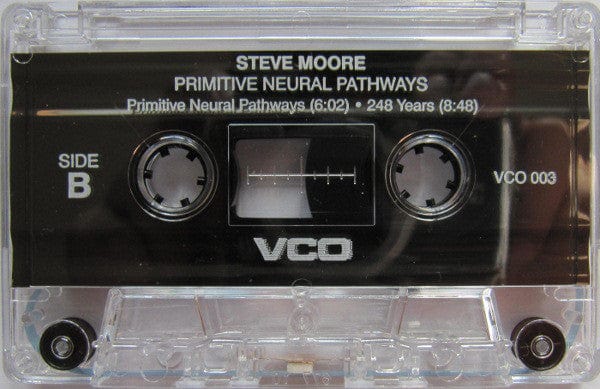 STEVE MOORE
PRIMITIVE NEURAL PATHWAYS
Primitive Neural Pathways (6:02) • 248 Years (8:48)
SIDE
B
VCO 003
VCO